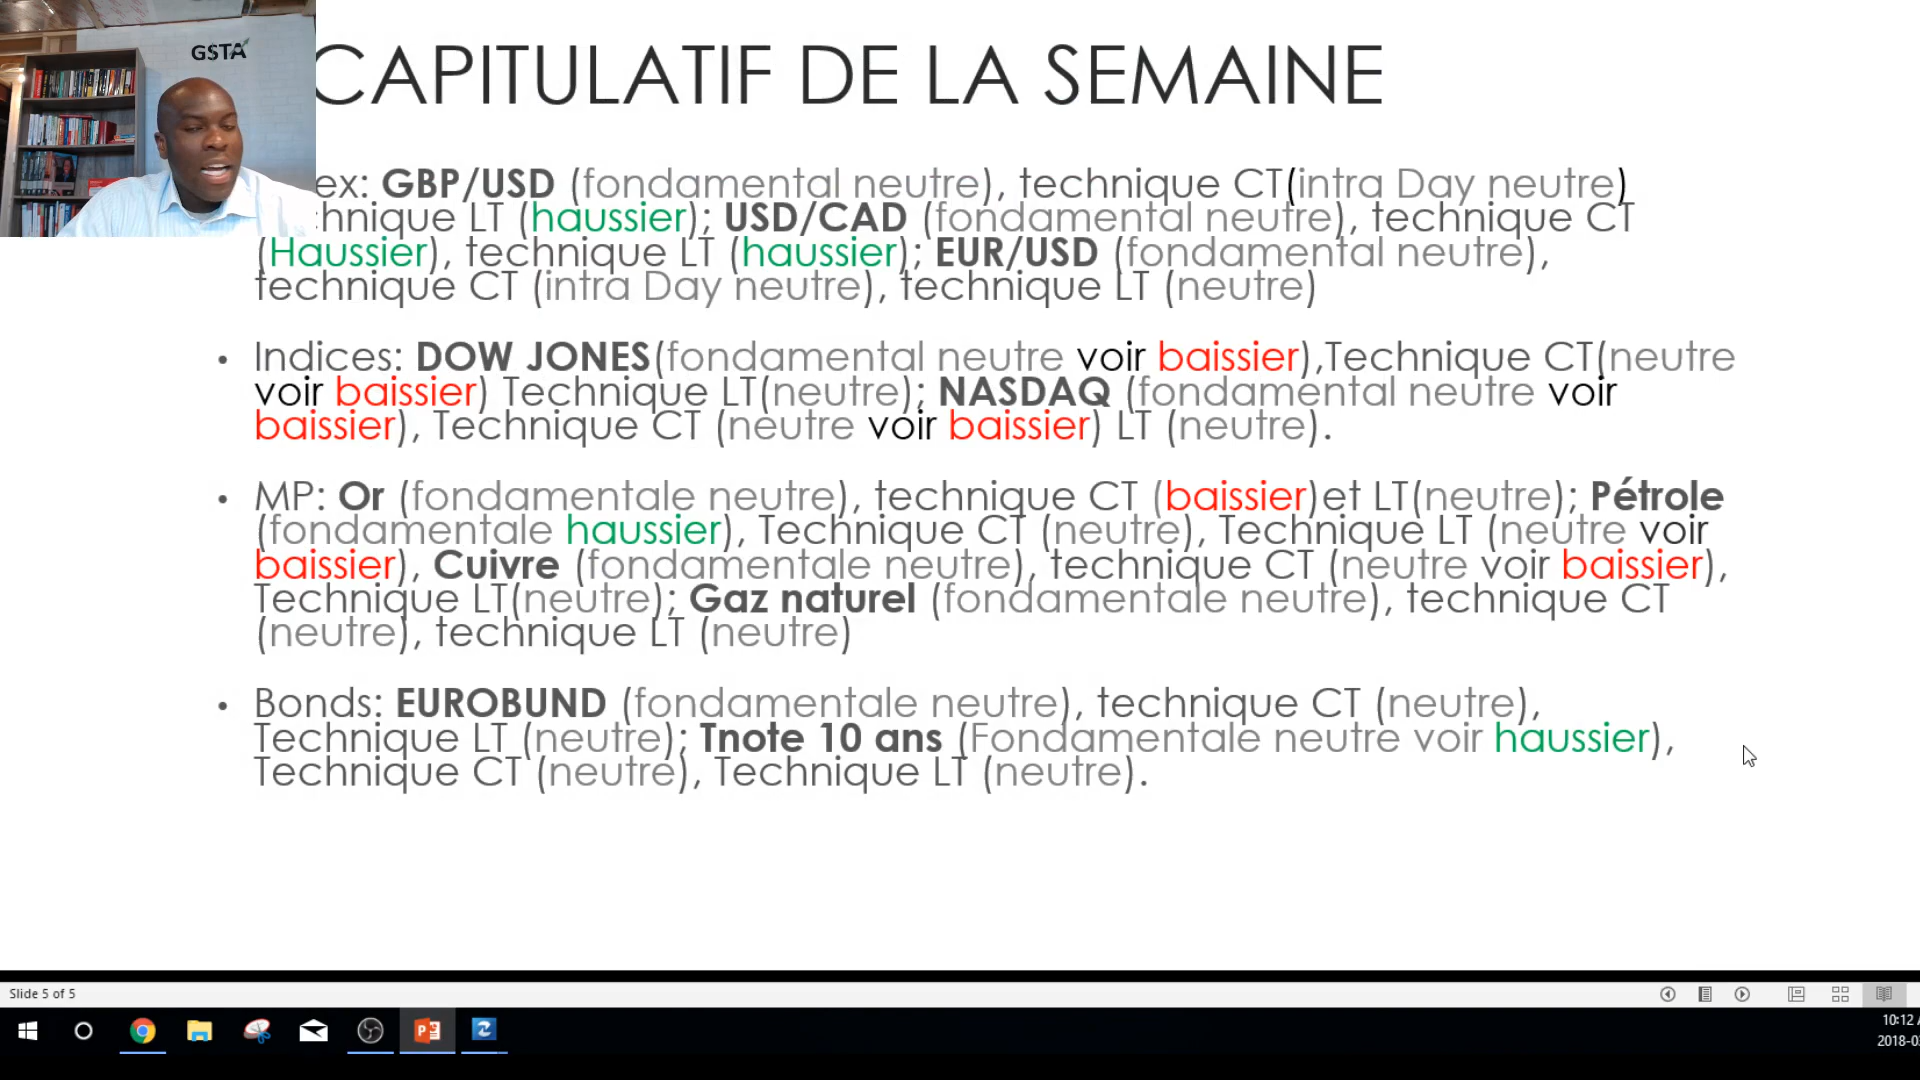 GSTA
CAPITULATIF DE LA SEMAINE
ex: GBP/USD (fondamental neutre), technique CT(intra Day neutre)
chnique LT (haussier); USD/CAD (fondamental neutre), technique CT
(Haussier), technique LT (haussier); EUR/USD (fondamental neutre),
technique CT (intra Day neutre), technique LT (neutre)
• Indices: DOW JONES(fondamental neutre voir baissier),Technique CT(neutre
voir baissier) Technique LT(neutre); NASDAQ (fondamental neutre voir
baissier), Technique CT (neutre voir baissier) LT (neutre).
• MP: Or (fondamentale neutre), technique CT (baissier)et LT(neutre); Pétrole
(fondamentale haussier), Technique CT (neutre), Technique LT (neutre voir
baissier), Cuivre (fondamentale neutre), technique CT (neutre voir baissier),
Technique LT(neutre); Gaz naturel (fondamentale neutre), technique CT
(neutre), technique LT (neutre)
• Bonds: EUROBUND (fondamentale neutre), technique CT (neutre),
Technique LT (neutre); Tnote 10 ans (Fondamentale neutre voir haussier),
Technique CT (neutre), Technique LT (neutre).
Slide 5 of 5
10:12
2018-0